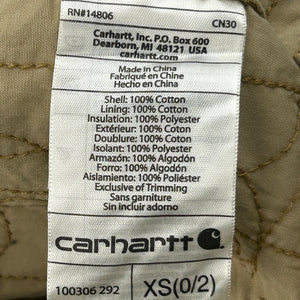 RN#14806 CN30
Carhartt, Inc. P.O. Box 600
Dearborn, MI 48121 USA
carhartt.com
Made in China
Fabriqué en China
Hecho en China
Shell: 100% Cotton
Lining: 100% Cotton
Insulation: 100% Polyester
Extérieur: 100% Coton
Doublure: 100% Coton
Isolant: 100% Polyester
Armazón: 100% Algodón
Forro: 100% Algodón
Aislamiento: 100% Poliéster
Exclusive of Trimming
Sans garniture
Sin incluir adorno
carhartt
100306 292 XS(0/2)